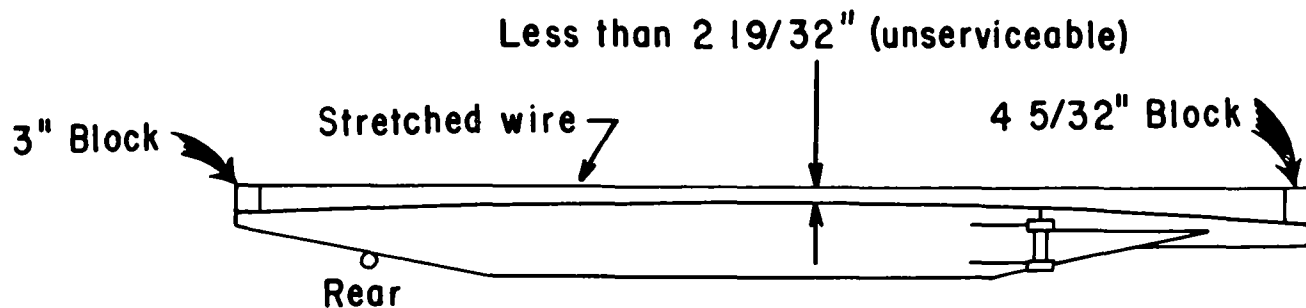 Less than 2 19/32" (unserviceable)
3" Block
Stretched wire
4 5/32" Block
Rear